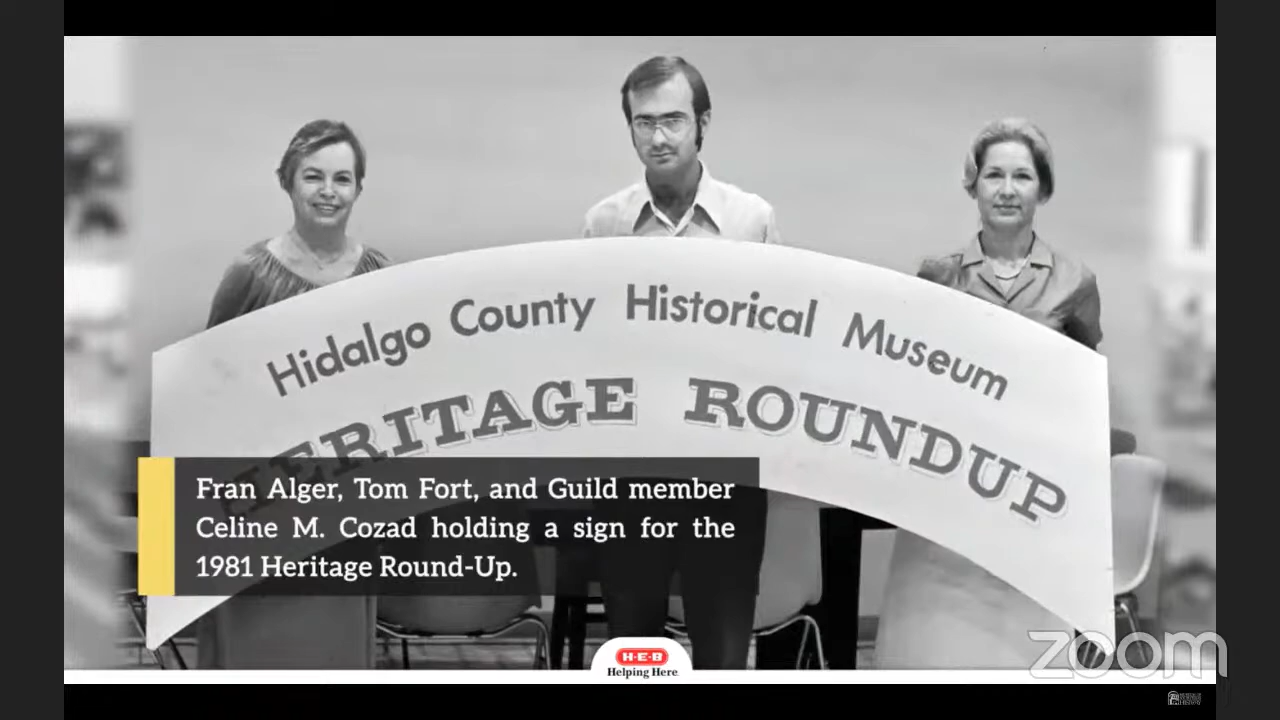 Hidalgo County Historical Museum
HERITAGE ROUNDUP
Fran Alger, Tom Fort, and Guild member
Celine M. Cozad holding a sign for the
1981 Heritage Round-Up.
H-E-B
Helping Here
zoom